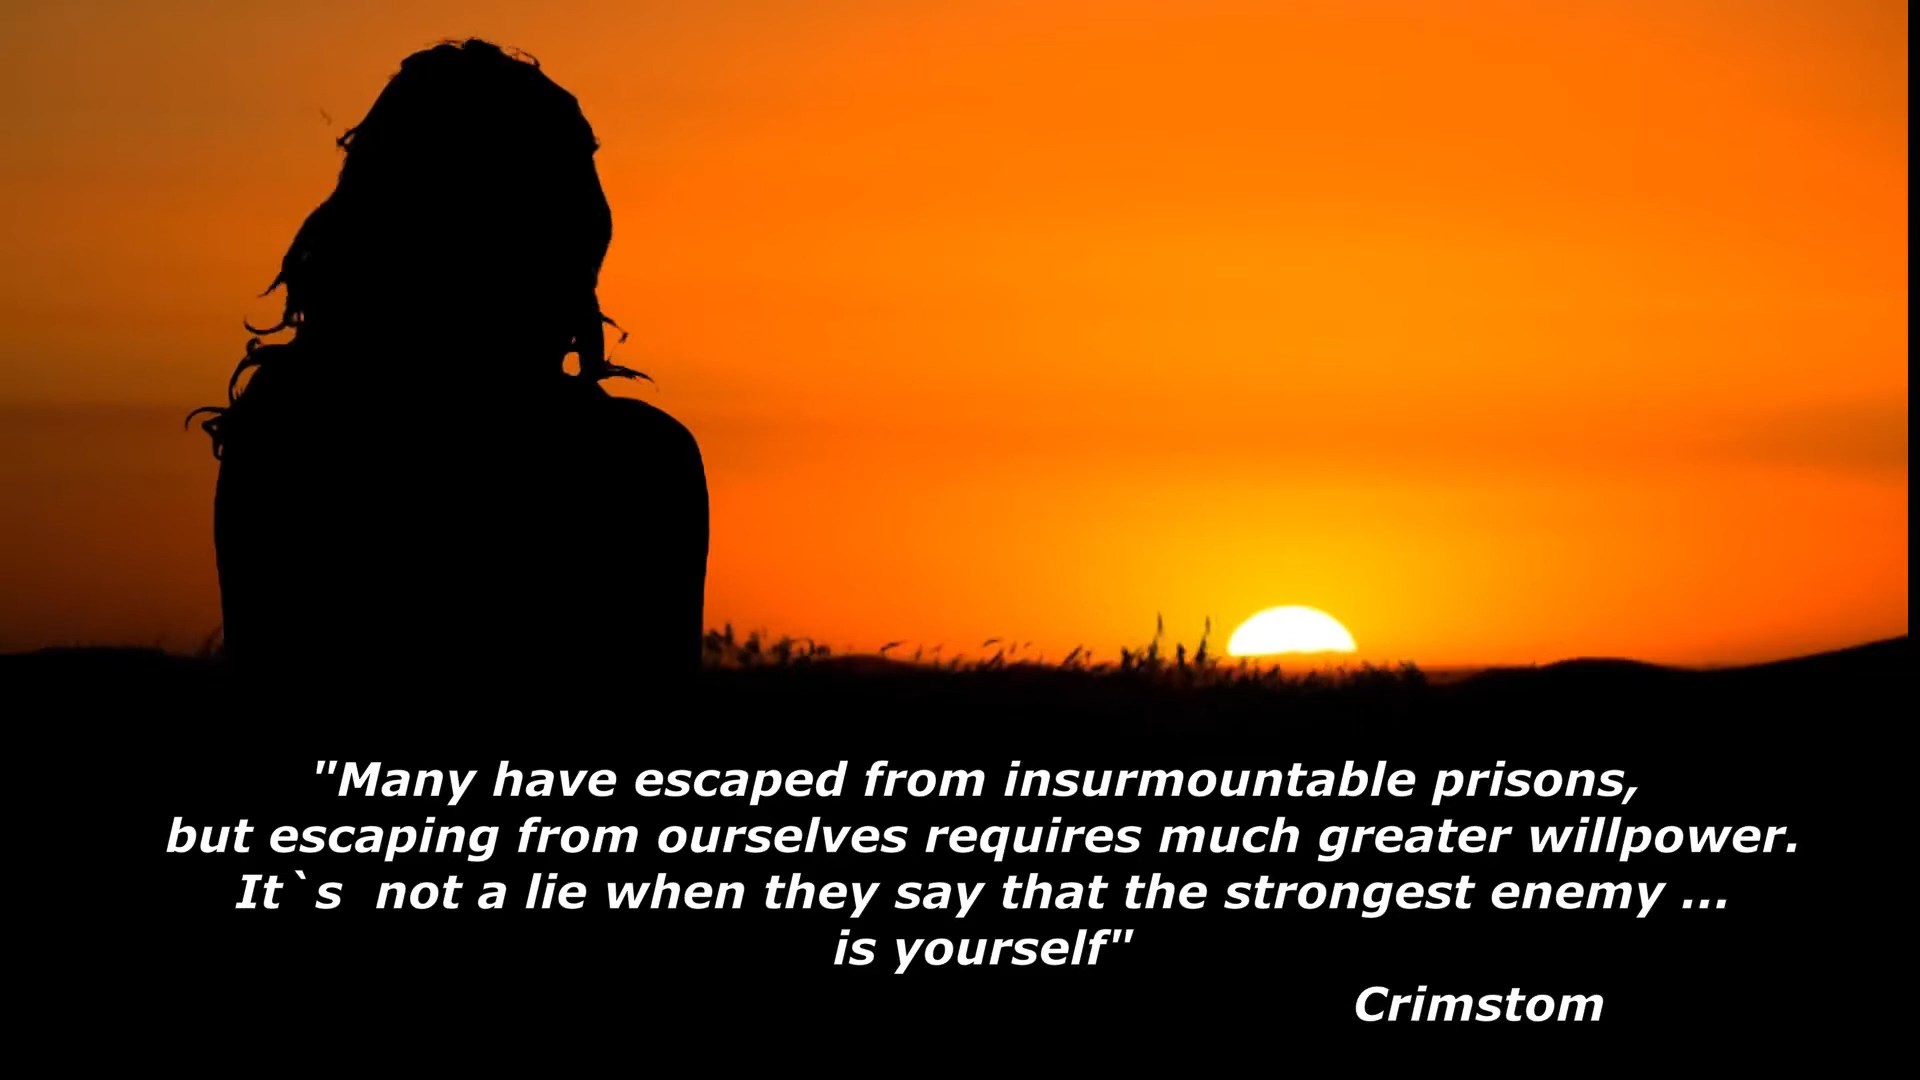 "Many have escaped from insurmountable prisons,
but escaping from ourselves requires much greater willpower.
It`s  not a lie when they say that the strongest enemy ...
is yourself"
Crimstom